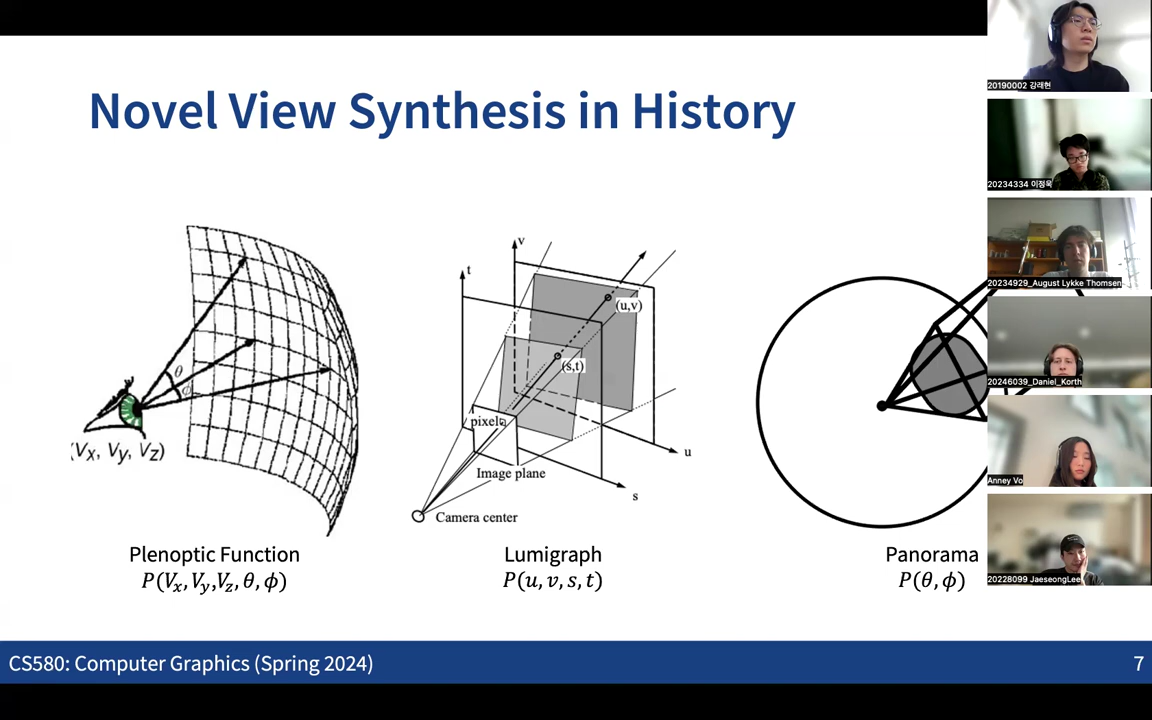 Novel View Synthesis in History
θ
ϕ
(Vx, Vy, Vz)
Plenoptic Function
P(Vx,Vy,Vz,θ,ϕ)
v
t
(u,v)
(s,t)
pixel
u
Image plane
s
Camera center
Lumigraph
P(u,v,s,t)
Panorama
P(θ,ϕ)
20190002 강래현
20234334 이정욱
20234929_August Lykke Thomsen
20246039_Daniel_Korth
Anney Vo
20228099 JaeseongLee
CS580: Computer Graphics (Spring 2024)
7